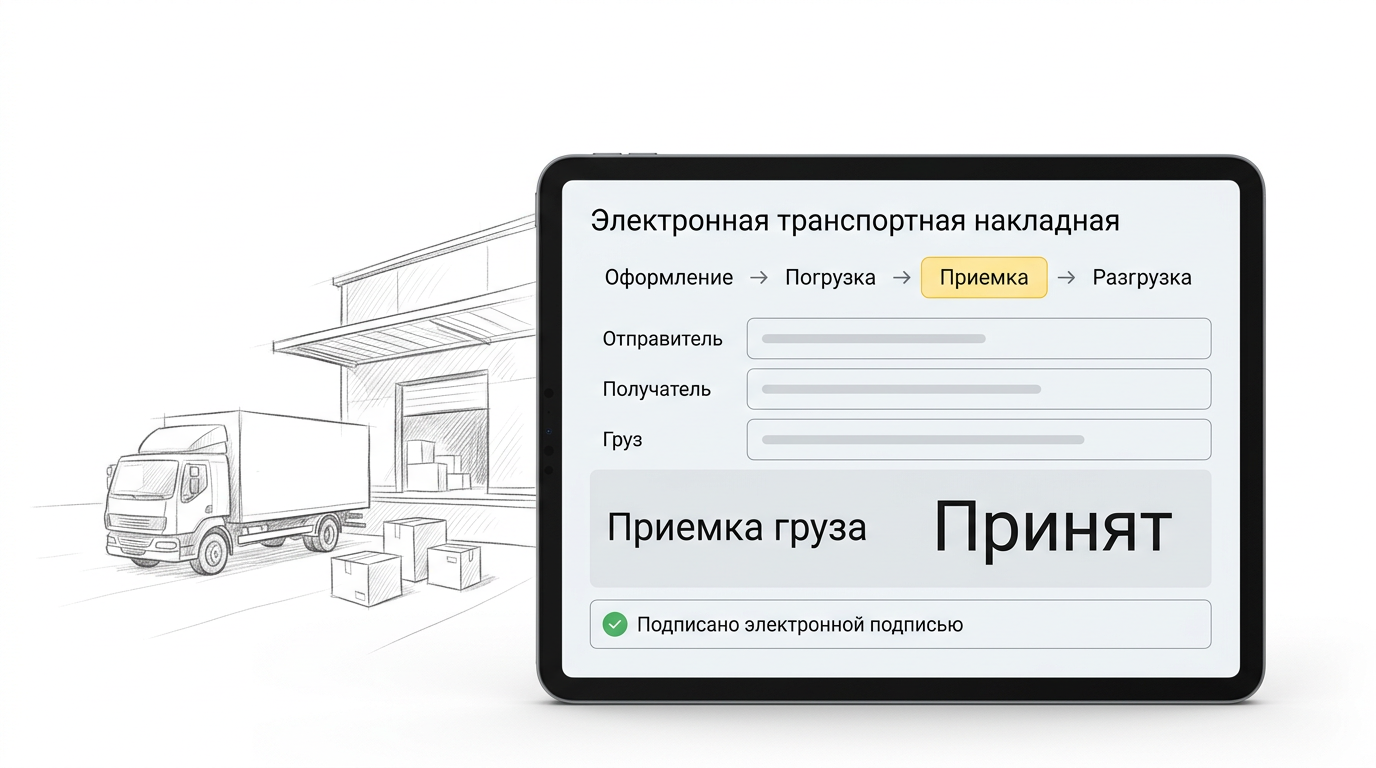 Электронная транспортная накладная
Оформление → Погрузка → Приемка → Разгрузка
Отправитель
Получатель
Груз
Приемка груза Принят
Подписано электронной подписью